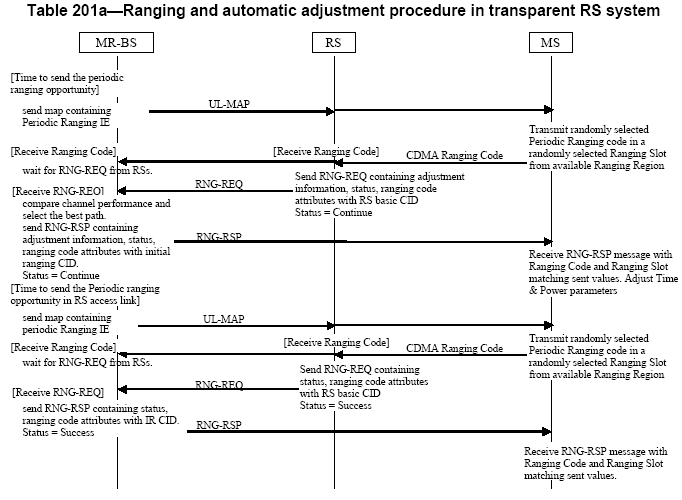 Table 201a—Ranging and automatic adjustment procedure in transparent RS system
MR-BS
RS
MS
[Time to send the periodic
ranging opportunity]
send map containing
Periodic Ranging IE
UL-MAP
Transmit randomly selected
Periodic Ranging code in a
randomly selected Ranging Slot
from available Ranging Region
[Receive Ranging Code]
[Receive Ranging Code]
CDMA Ranging Code
wait for RNG-REQ from RSs.
Send RNG-REQ containing adjustment
information, status, ranging code
attributes with RS basic CID
Status = Continue
RNG-REQ
[Receive RNG-REQ]
compare channel performance and
select the best path.
send RNG-RSP containing
adjustment information, status,
ranging code attributes with initial
ranging CID.
Status = Continue
RNG-RSP
Receive RNG-RSP message with
Ranging Code and Ranging Slot
matching sent values. Adjust Time
& Power parameters
[Time to send the Periodic ranging
opportunity in RS access link]
send map containing
periodic Ranging IE
UL-MAP
Transmit randomly selected
Periodic Ranging code in a
randomly selected Ranging Slot
from available Ranging Region
[Receive Ranging Code]
[Receive Ranging Code]
CDMA Ranging Code
wait for RNG-REQ from RSs.
Send RNG-REQ containing
status, ranging code attributes
with RS basic CID
Status = Success
RNG-REQ
[Receive RNG-REQ]
send RNG-RSP containing status,
ranging code attributes with IR CID.
Status = Success
RNG-RSP
Receive RNG-RSP message with
Ranging Code and Ranging Slot
matching sent values.